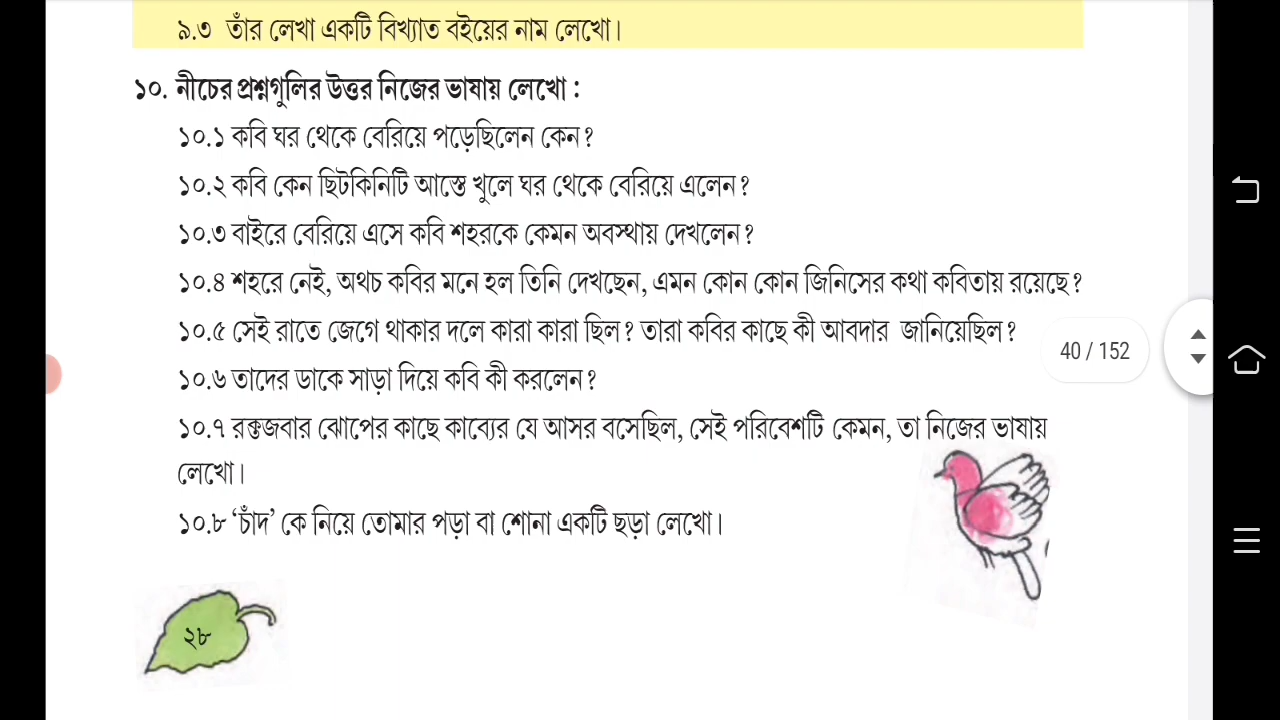 ৯.৩ তাঁর লেখা একটি বিখ্যাত বইয়ের নাম লেখো।
১০. নীচের প্রশ্নগুলির উত্তর নিজের ভাষায় লেখো :
১০.১ কবি ঘর থেকে বেরিয়ে পড়েছিলেন কেন?
১০.২ কবি কেন ছিটকিনিটি আস্তে খুলে ঘর থেকে বেরিয়ে এলেন?
১০.৩ বাইরে বেরিয়ে এসে কবি শহরকে কেমন অবস্থায় দেখলেন?
১০.৪ শহরে নেই, অথচ কবির মনে হল তিনি দেখছেন, এমন কোন কোন জিনিসের কথা কবিতায় রয়েছে?
১০.৫ সেই রাতে জেগে থাকার দলে কারা কারা ছিল? তারা কবির কাছে কী আবদার জানিয়েছিল?
40 / 152
১০.৬ তাদের ডাকে সাড়া দিয়ে কবি কী করলেন?
১০.৭ রক্তজবার ঝোপের কাছে কাব্যের যে আসর বসেছিল, সেই পরিবেশটি কেমন, তা নিজের ভাষায়
লেখো।
১০.৮ ‘চাঁদ’ কে নিয়ে তোমার পড়া বা শোনা একটি ছড়া লেখো।
২৮